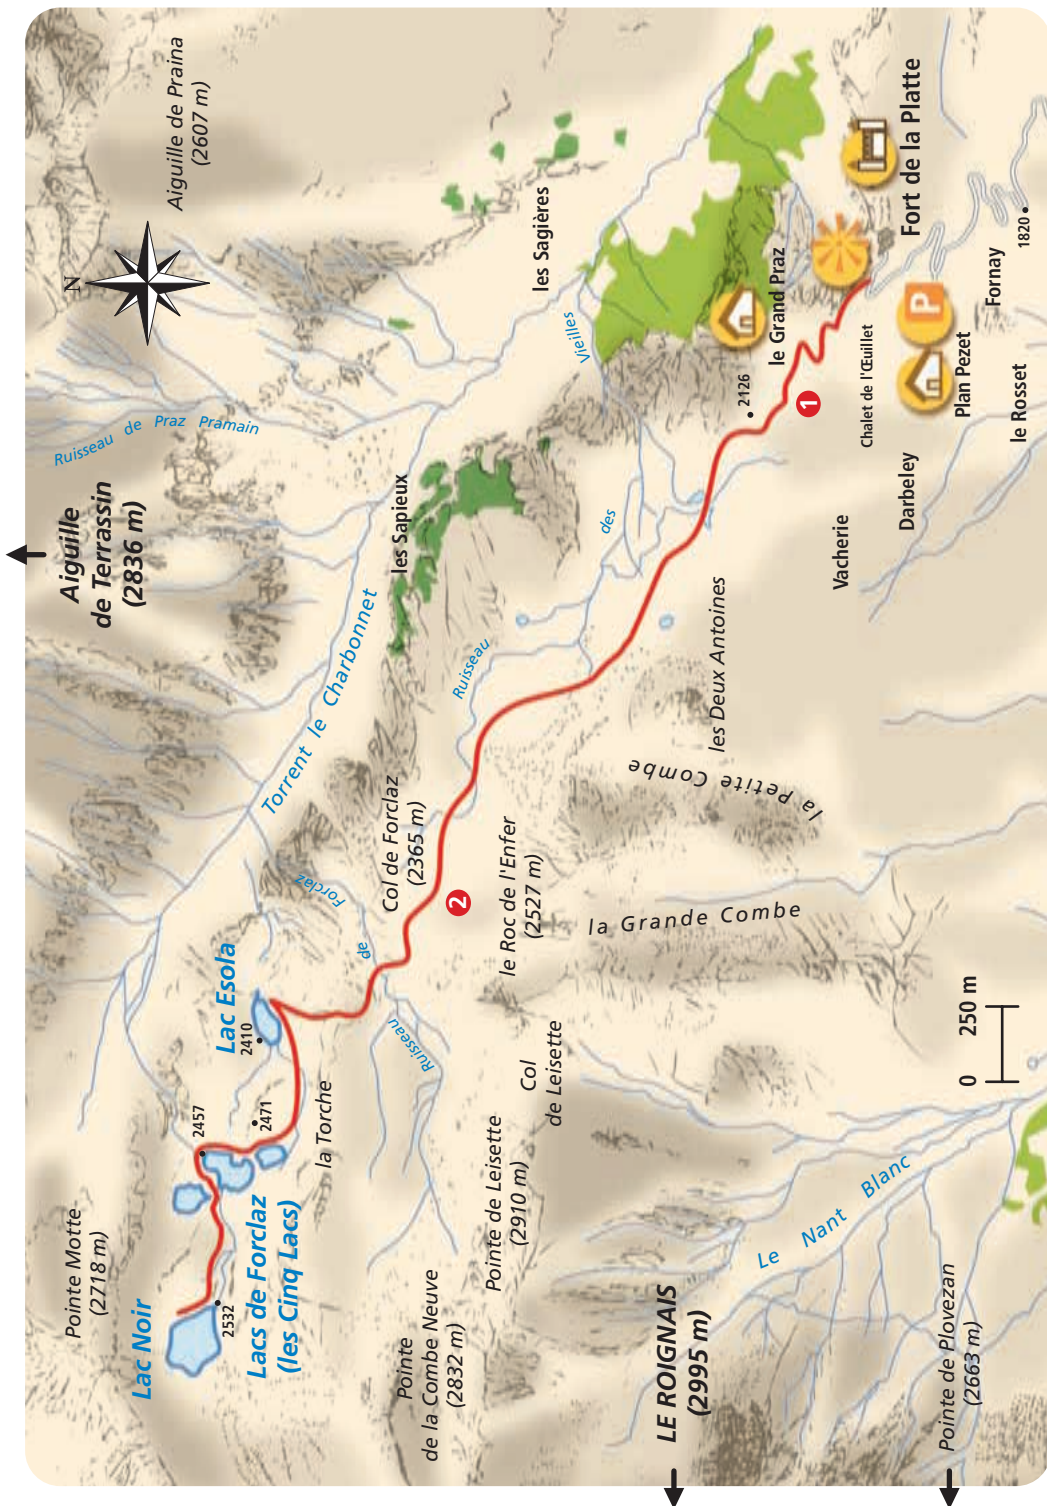 N
Aiguille de Praina
(2607 m)
Ruisseau de Praz Pramain
Aiguille
de Terrassin
(2836 m)
les Sagières
Vieilles
les Sapieux
Torrent le Charbonnet
des
Ruisseau
Fort de la Platte
le Grand Praz
P
1820
Fornay
Plan Pezet
Chalet de l'Œuillet
le Rosset
2126
1
Darbeley
Vacherie
les Deux Antoines
la Petite Combe
Col de Forclaz
(2365 m)
2
le Roc de l'Enfer
(2527 m)
la Grande Combe
Forclaz
de
Ruisseau
Lac Esola
2410
2471
2457
la Torche
Col
de Leisette
0 250 m
Pointe de Leisette
(2910 m)
Le Nant Blanc
Lacs de Forclaz
(les Cinq Lacs)
Pointe Motte
(2718 m)
Lac Noir
2532
Pointe
de la Combe Neuve
(2832 m)
LE ROIGNAIS
(2995 m)
Pointe de Plovezan
(2663 m)